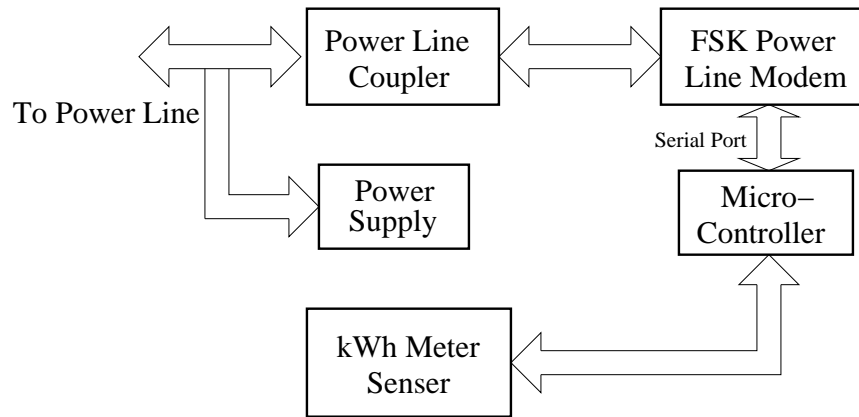 Power Line
Coupler
FSK Power
Line Modem
To Power Line
Serial Port
Power
Supply
Micro−
Controller
kWh Meter
Senser